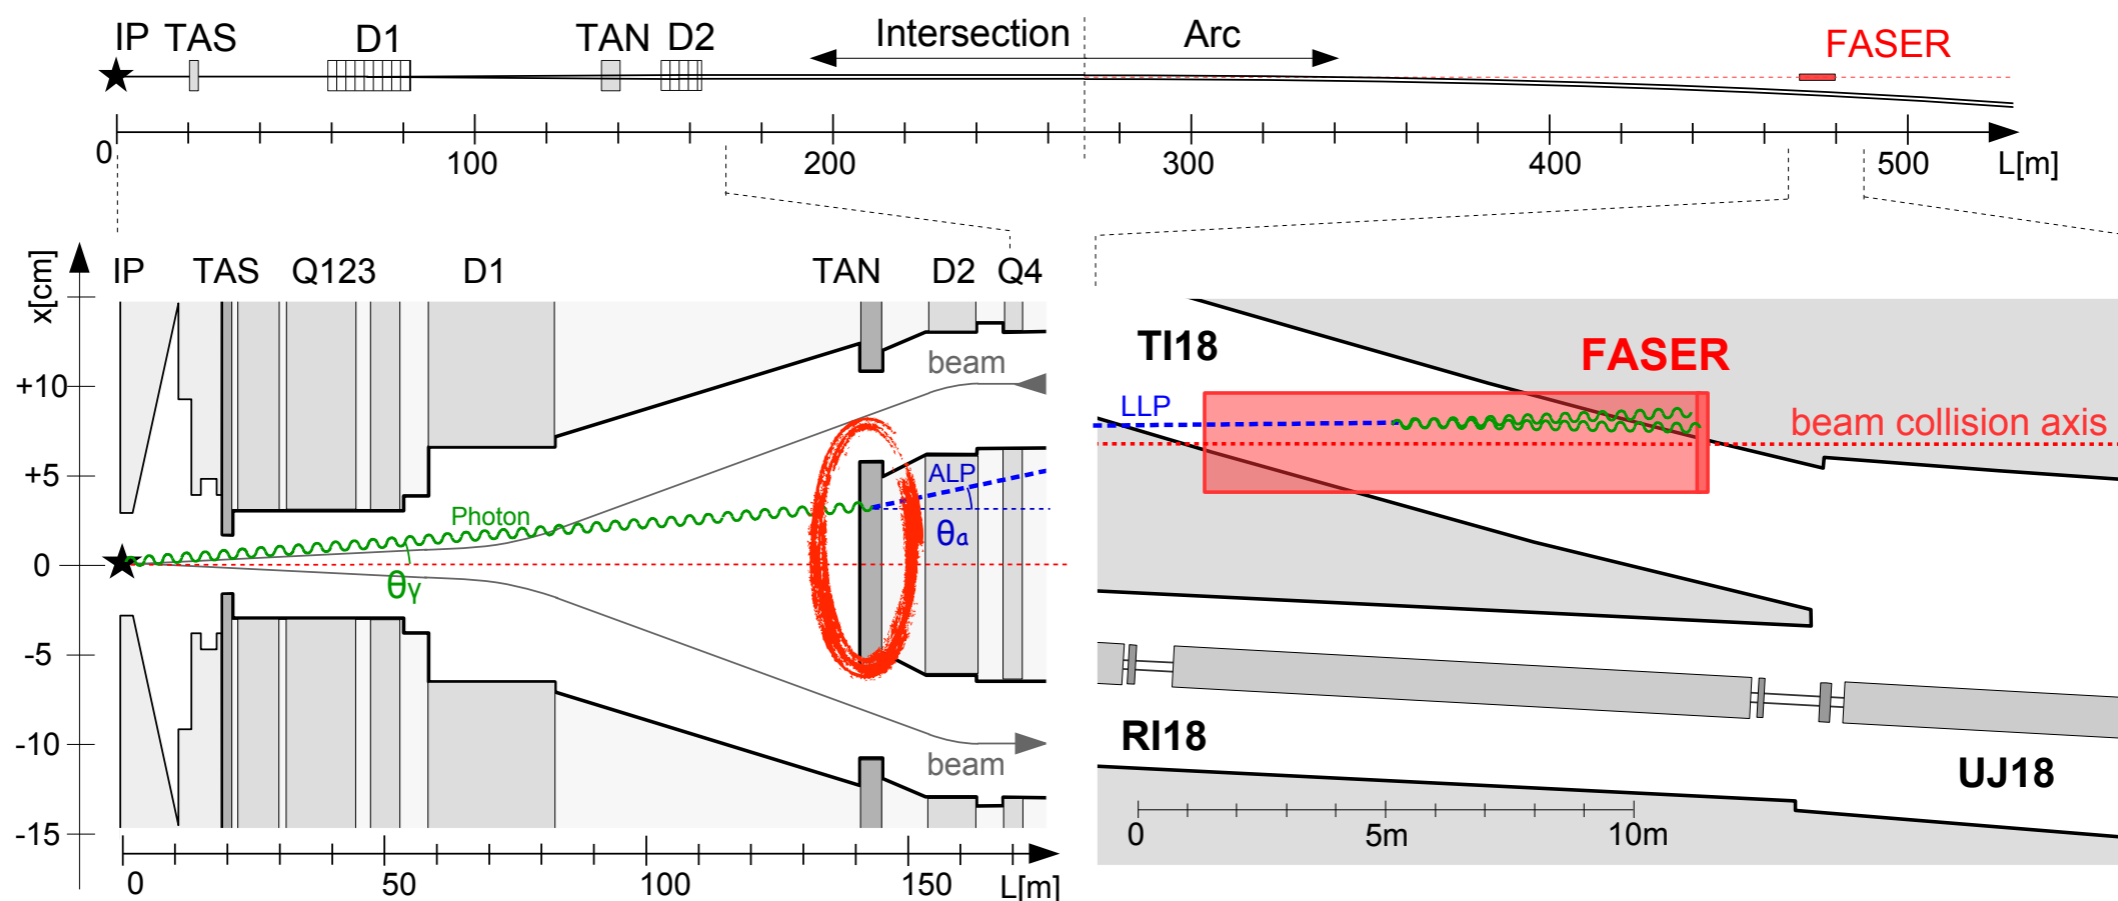 IP TAS D1 TAN D2 Intersection Arc FASER
0 100 200 300 400 500 L[m]
x[cm]
IP TAS Q123 D1 TAN D2 Q4
+10
+5
0
-5
-10
-15
beam
ALP
θa
Photon
θγ
beam
0 50 100 150 L[m]
TI18
FASER
LLP
beam collision axis
RI18
UJ18
0 5m 10m